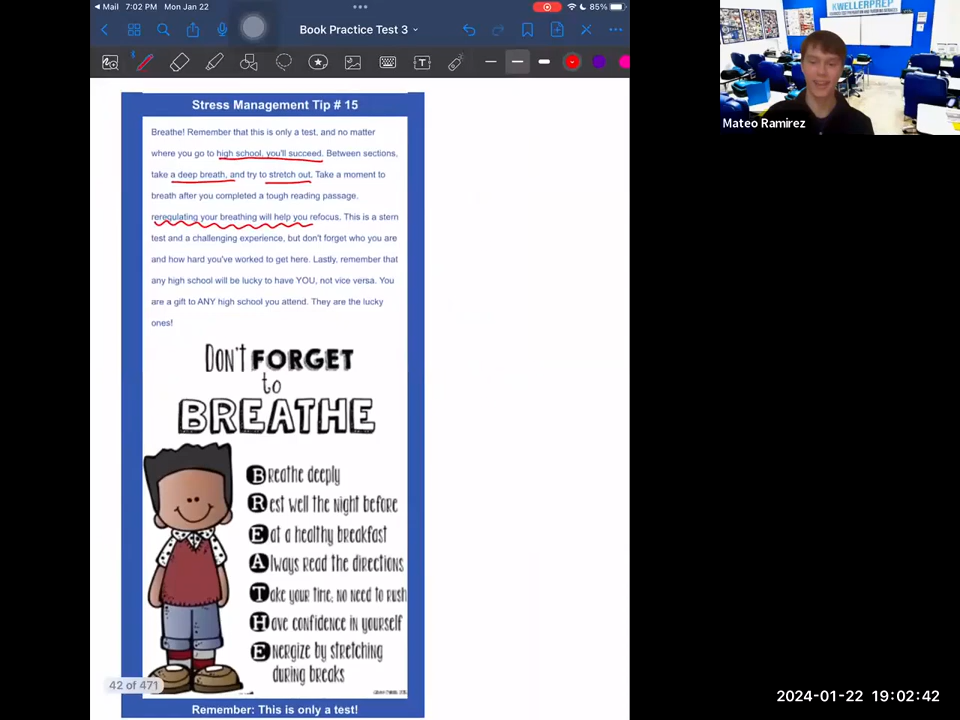 Mail 7:02 PM Mon Jan 22
85%
Book Practice Test 3
Stress Management Tip # 15
Breathe! Remember that this is only a test, and no matter
where you go to high school, you'll succeed. Between sections,
take a deep breath, and try to stretch out. Take a moment to
breath after you completed a tough reading passage.
reregulating your breathing will help you refocus. This is a stern
test and a challenging experience, but don't forget who you are
and how hard you've worked to get here. Lastly, remember that
any high school will be lucky to have YOU, not vice versa. You
are a gift to ANY high school you attend. They are the lucky
ones!
DON'T FORGET
to
BREATHE
Breathe deeply
Rest well the night before
Eat a healthy breakfast
Always read the directions
Take your time; no need to rush
Have confidence in yourself
Energize by stretching
during breaks
42 of 471
Remember: This is only a test!
KWELLERPREP
Mateo Ramirez
2024-01-22 19:02:42